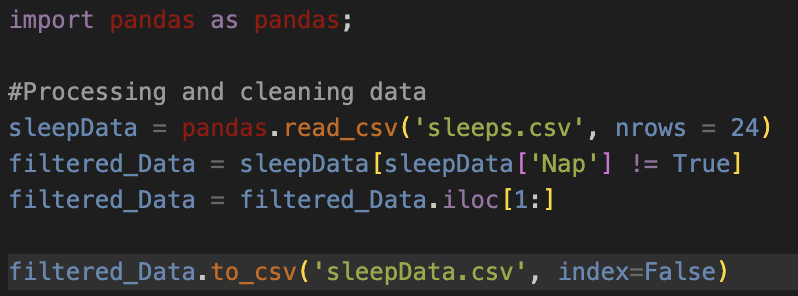 import pandas as pandas;
#Processing and cleaning data
sleepData = pandas.read_csv('sleeps.csv', nrows = 24)
filtered_Data = sleepData[sleepData['Nap'] != True]
filtered_Data = filtered_Data.iloc[1:]
filtered_Data.to_csv('sleepData.csv', index=False)